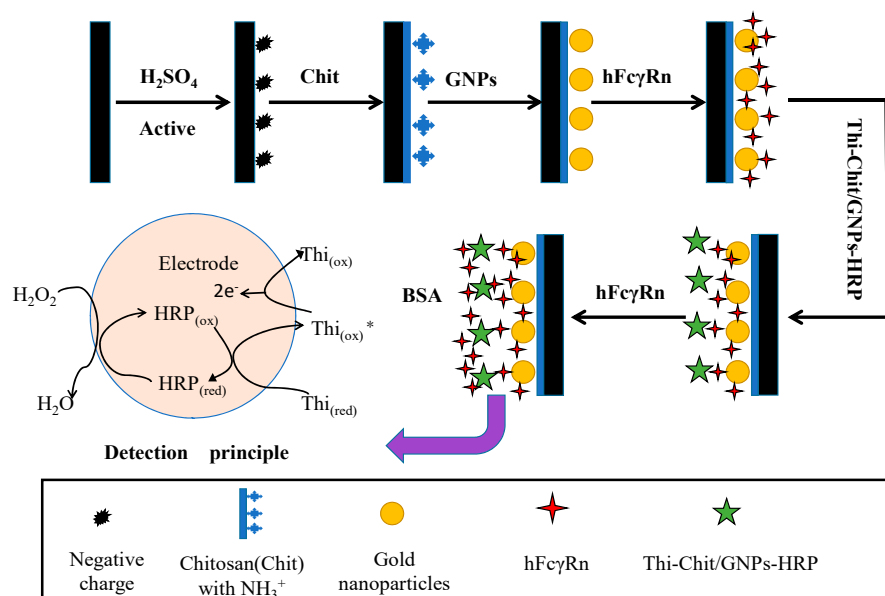 H₂SO₄
Active
Chit
GNPs
hFcγRn
Thi-Chit/GNPs-HRP
hFcγRn
BSA
Electrode
2e⁻
Thi(ox)
H₂O₂
HRP(ox)
Thi(ox)*
HRP(red)
H₂O
Thi(red)
Detection principle
Negative
charge
Chitosan(Chit)
with NH₃⁺
Gold
nanoparticles
hFcγRn
Thi-Chit/GNPs-HRP